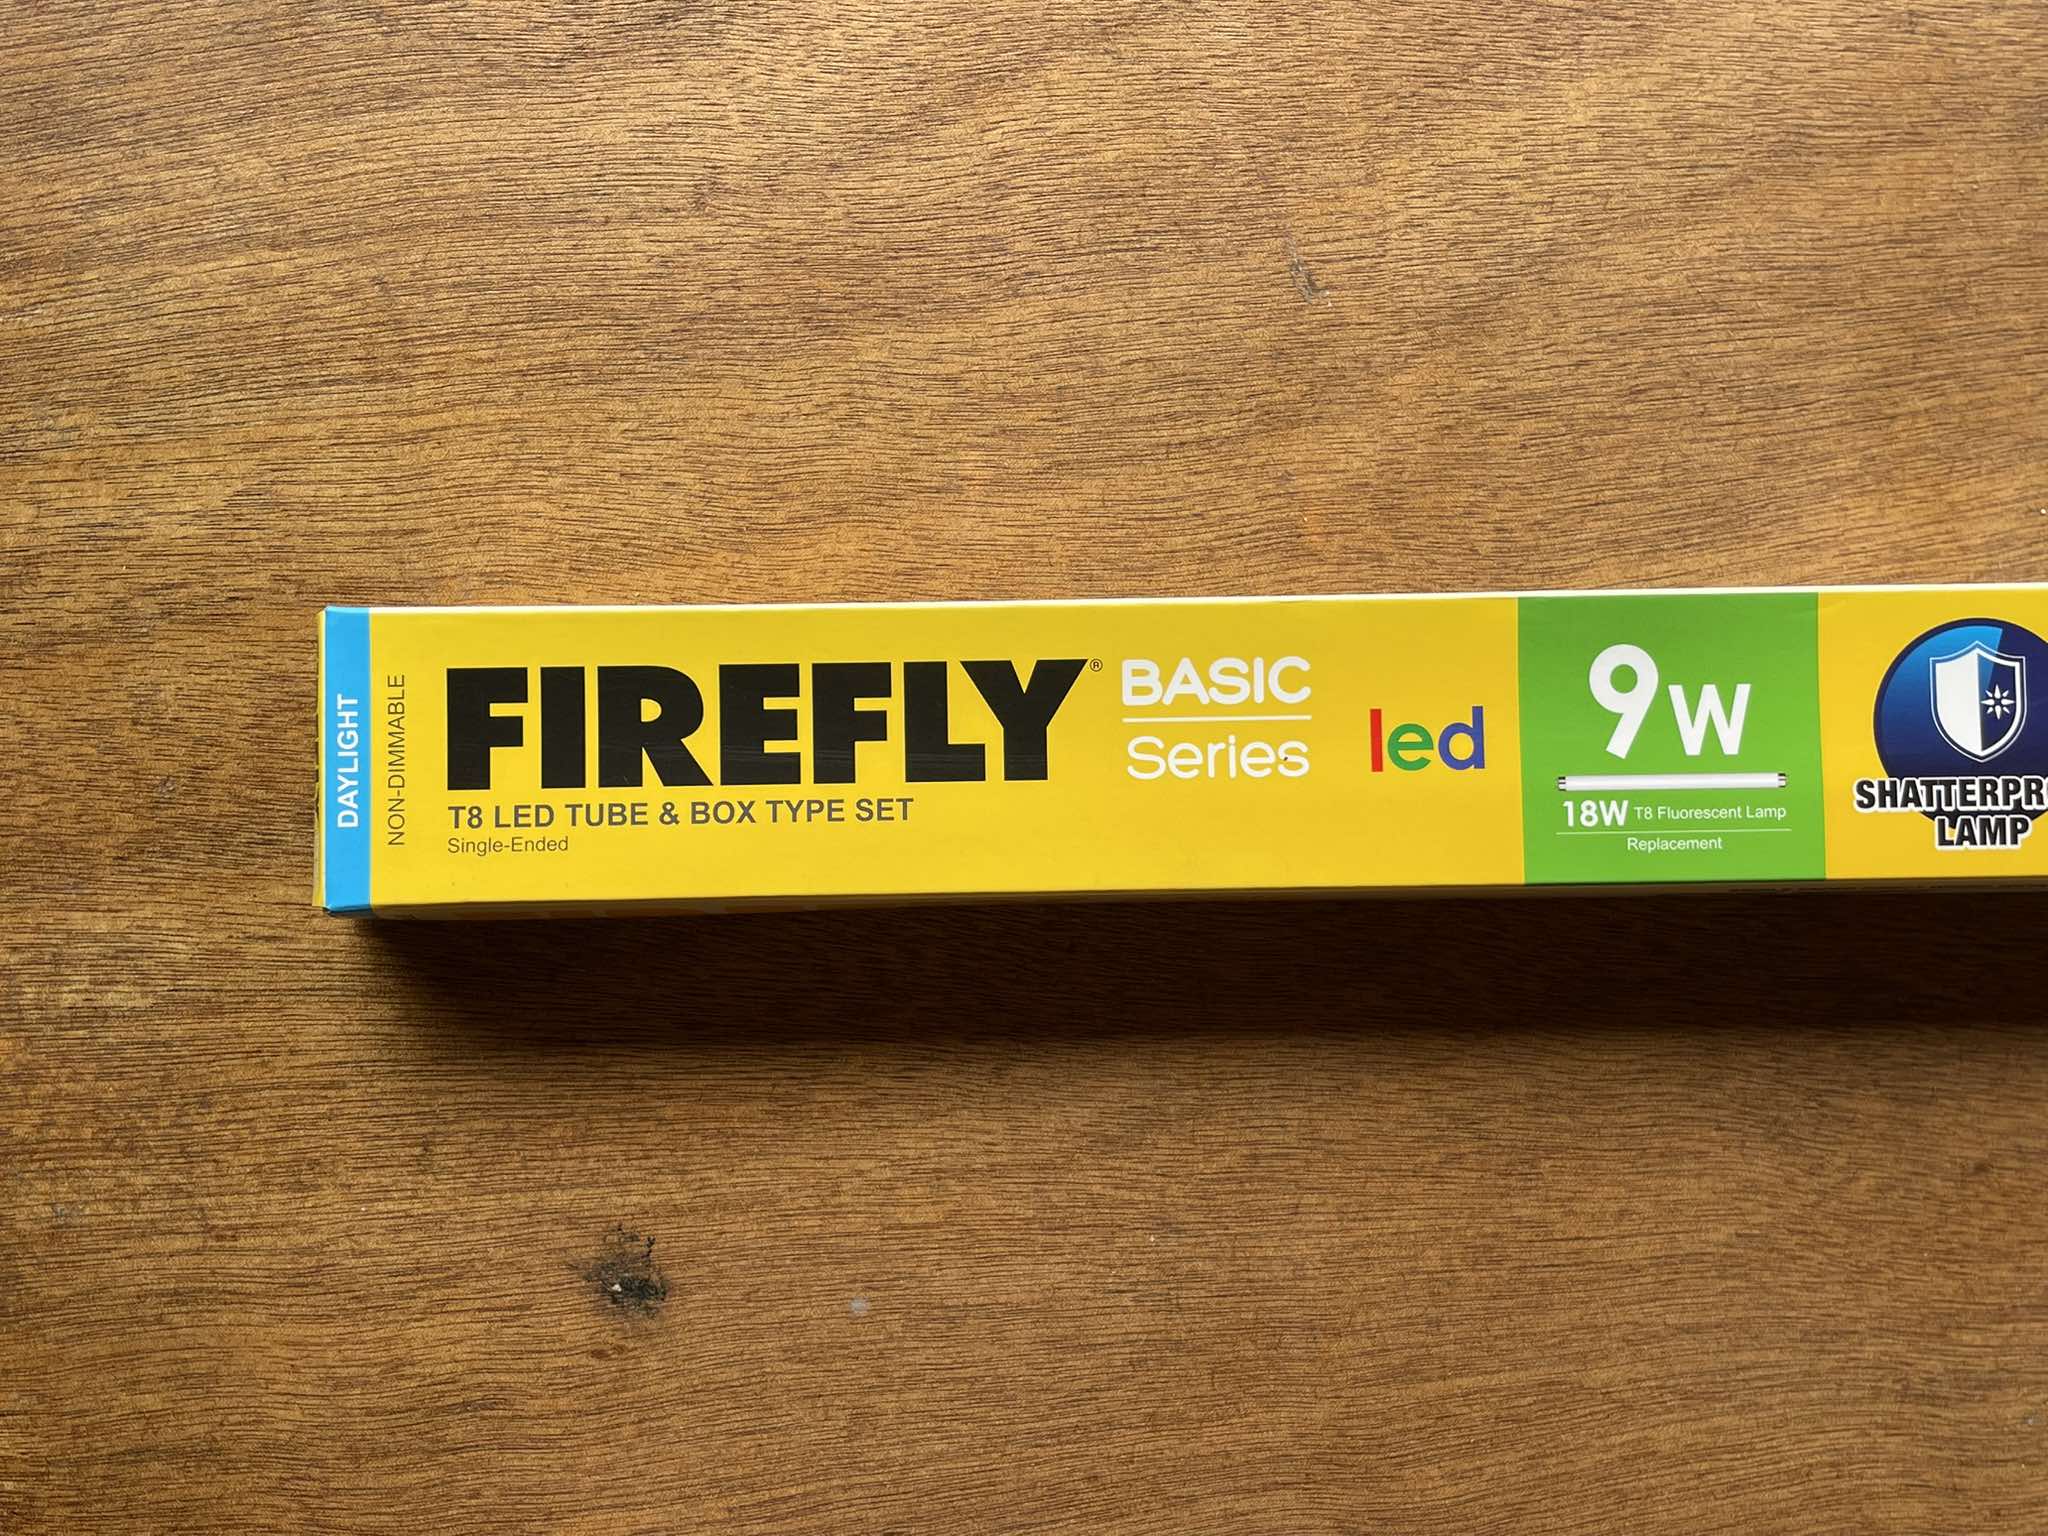 DAYLIGHT
NON-DIMMABLE
FIREFLY®
T8 LED TUBE & BOX TYPE SET
Single-Ended
BASIC
Series
led
9W
18W T8 Fluorescent Lamp
Replacement
SHATTERPRO
LAMP